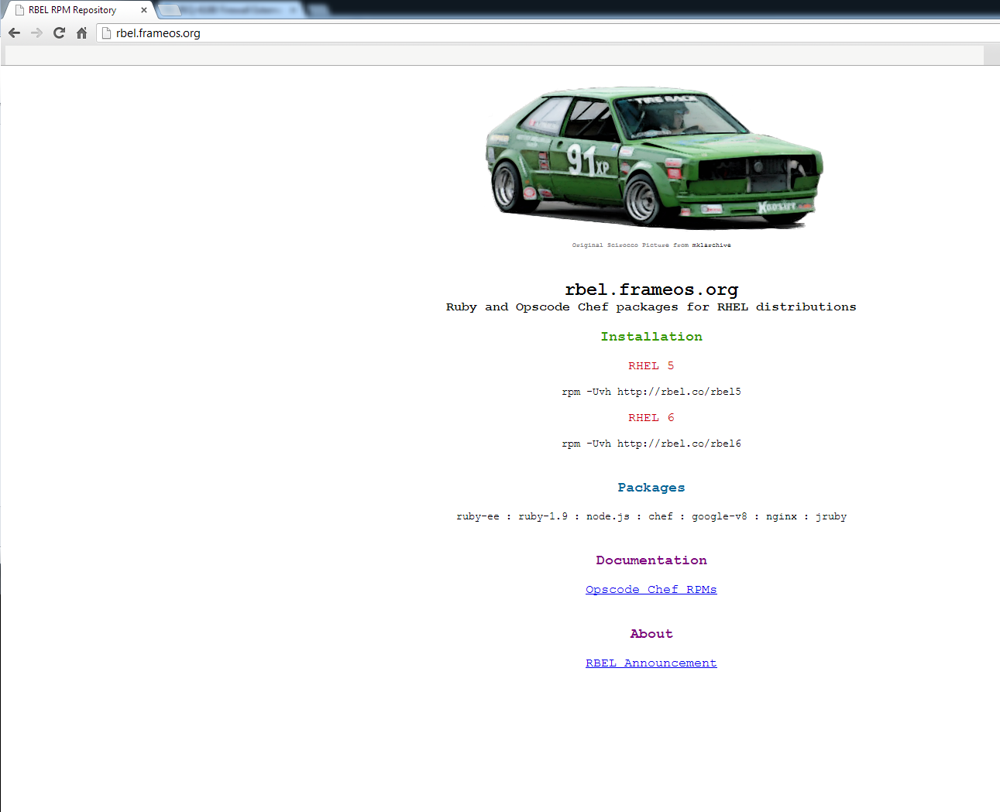 RBEL RPM Repository
rbel.frameos.org
TIRE RACK
91 XP
HOOSIER
Original Scirocco Picture from mklarchive
rbel.frameos.org
Ruby and Opscode Chef packages for RHEL distributions
Installation
RHEL 5
rpm -Uvh http://rbel.co/rbel5
RHEL 6
rpm -Uvh http://rbel.co/rbel6
Packages
ruby-ee : ruby-1.9 : node.js : chef : google-v8 : nginx : jruby
Documentation
Opscode Chef RPMs
About
RBEL Announcement